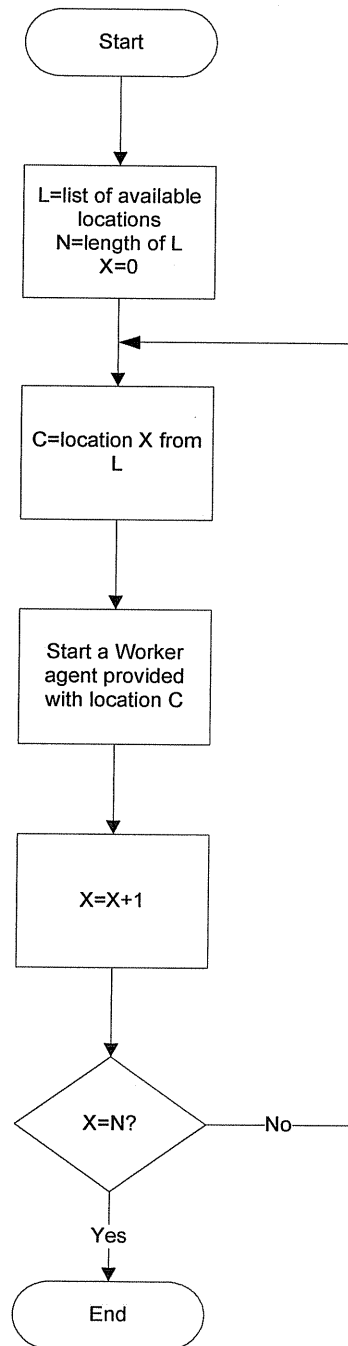 Start
L=list of available
locations
N=length of L
X=0
C=location X from
L
Start a Worker
agent provided
with location C
X=X+1
X=N?
No
Yes
End